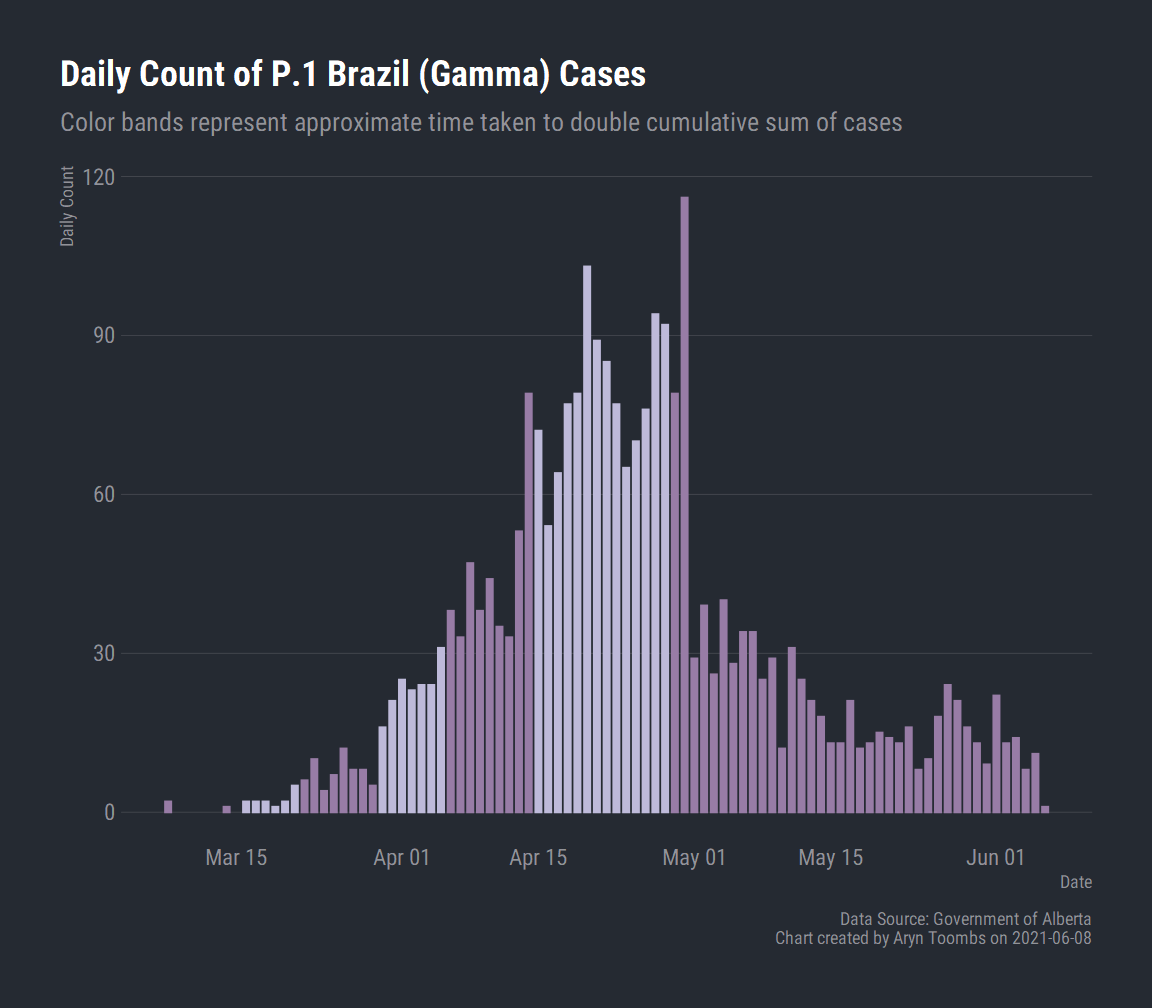 Daily Count of P.1 Brazil (Gamma) Cases
Color bands represent approximate time taken to double cumulative sum of cases
Daily Count
120
90
60
30
0
Mar 15 Apr 01 Apr 15 May 01 May 15 Jun 01
Date
Data Source: Government of Alberta
Chart created by Aryn Toombs on 2021-06-08